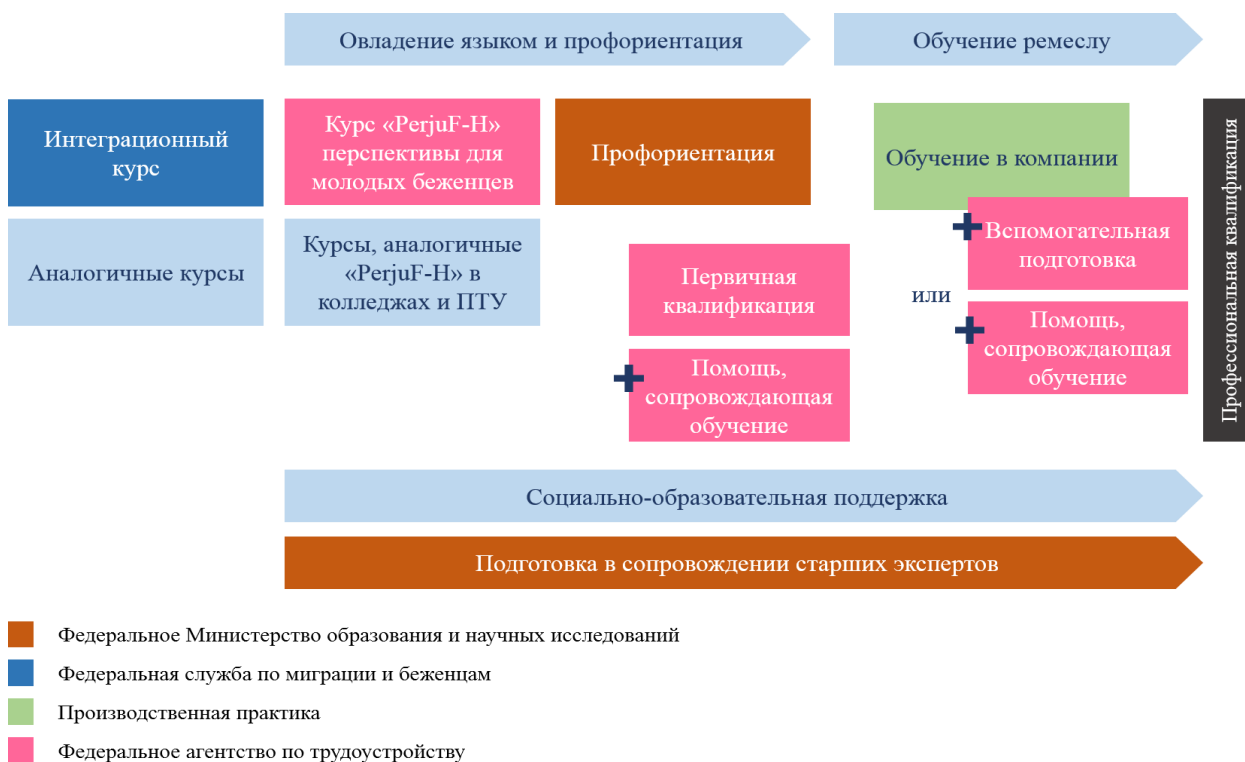 Овладение языком и профориентация
Обучение ремеслу
Интеграционный
курс
Курс «PerjuF-H»
перспективы для
молодых беженцев
Профориентация
Обучение в компании
Профессиональная квалификация
Аналогичные курсы
Курсы, аналогичные
«PerjuF-H» в
колледжах и ПТУ
Первичная
квалификация
+
Помощь,
сопровождающая
обучение
+
Вспомогательная
подготовка
или
+
Помощь,
сопровождающая
обучение
Социально-образовательная поддержка
Подготовка в сопровождении старших экспертов
Федеральное Министерство образования и научных исследований
Федеральная служба по миграции и беженцам
Производственная практика
Федеральное агентство по трудоустройству